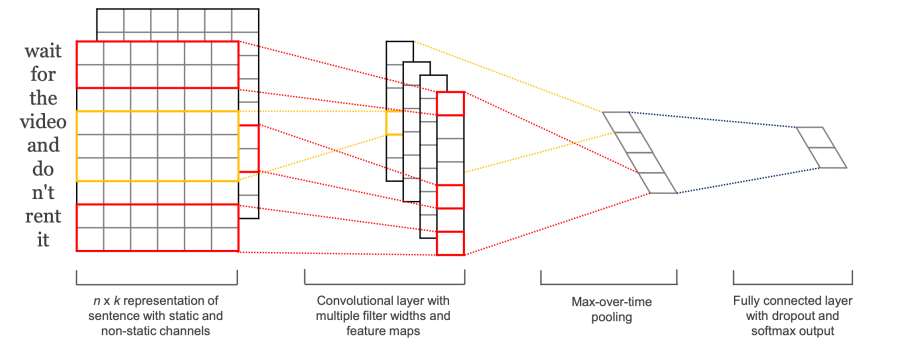 wait
for
the
video
and
do
n't
rent
it
n x k representation of
sentence with static and
non-static channels
Convolutional layer with
multiple filter widths and
feature maps
Max-over-time
pooling
Fully connected layer
with dropout and
softmax output